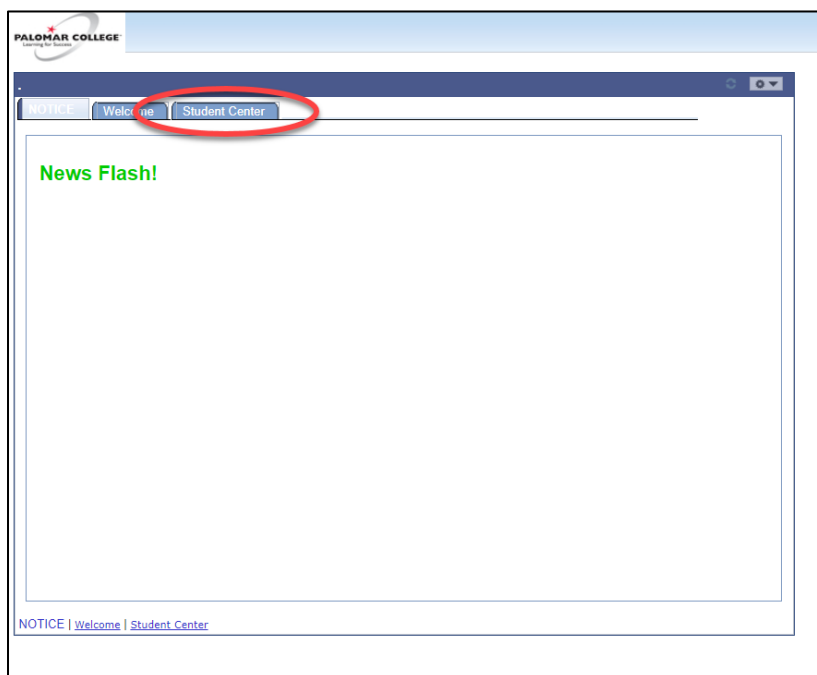 PALOMAR COLLEGE
Learning for Success
.
NOTICE Welcome Student Center
News Flash!
NOTICE | Welcome | Student Center